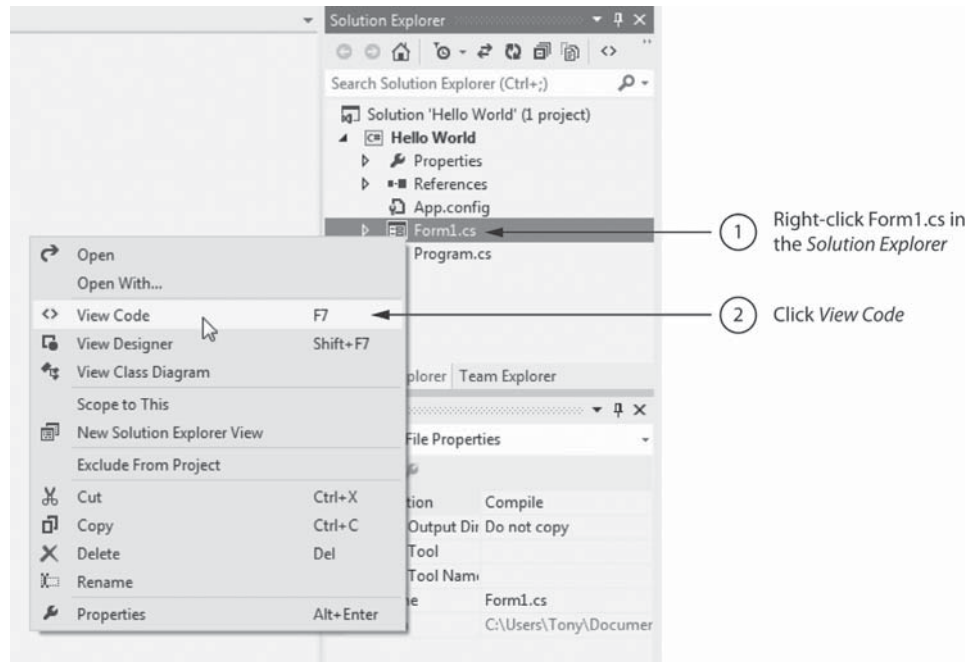 Solution Explorer
Search Solution Explorer (Ctrl+;)
Solution 'Hello World' (1 project)
C# Hello World
Properties
References
App.config
Form1.cs
Program.cs
1 Right-click Form1.cs in
the Solution Explorer
Open
Open With...
View Code F7
2 Click View Code
View Designer Shift+F7
View Class Diagram
Scope to This
New Solution Explorer View
Exclude From Project
Cut Ctrl+X
Copy Ctrl+C
Delete Del
Rename
Properties Alt+Enter
plorer Team Explorer
File Properties
tion Compile
Output Dir Do not copy
Tool
Tool Nam
e Form1.cs
C:\Users\Tony\Documer